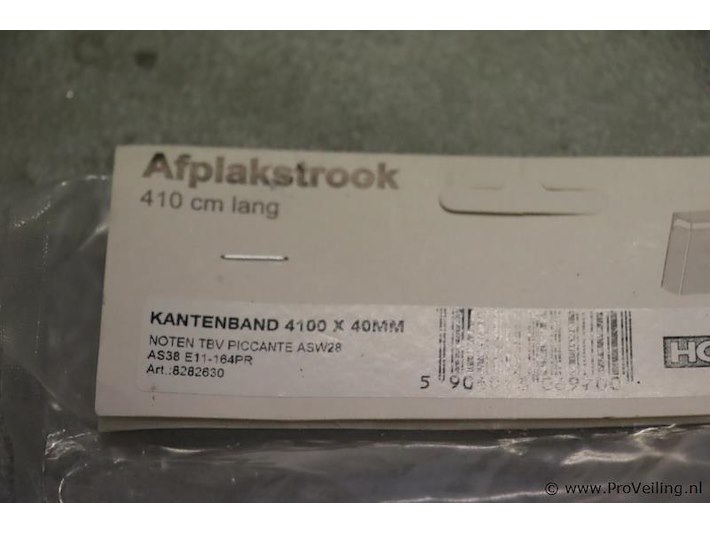 Afplakstrook
410 cm lang
KANTENBAND 4100 X 40MM
NOTEN TBV PICCANTE ASW28
AS38 E11-164PR
Art.:8282630
© www.ProVeiling.nl